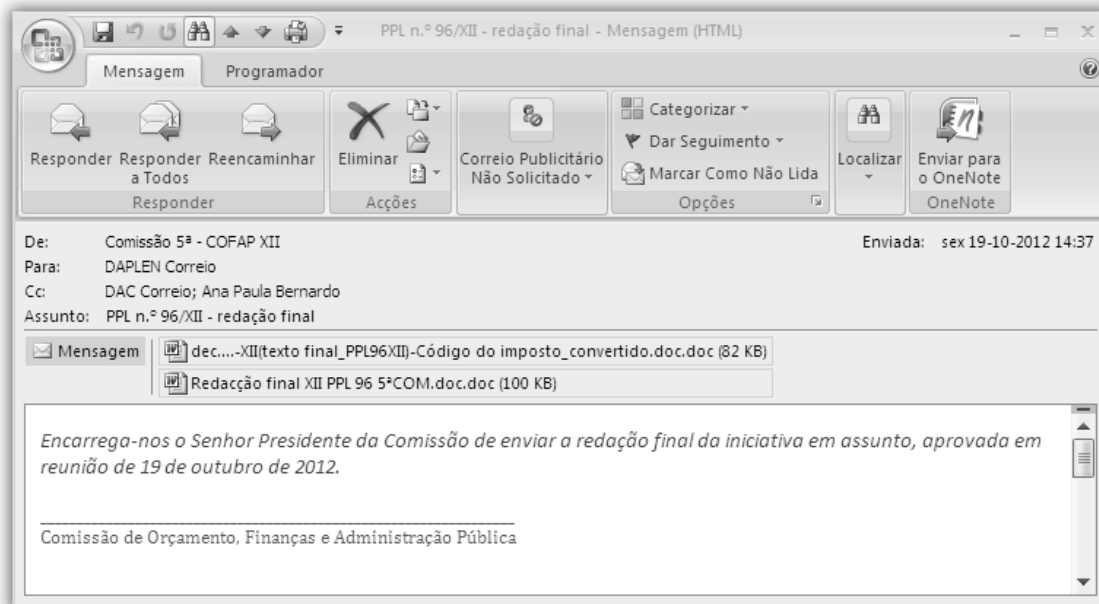 PPL n.º 96/XII - redação final - Mensagem (HTML)
Mensagem Programador
Responder Responder a Todos Reencaminhar
Responder
Eliminar
Acções
Correio Publicitário Não Solicitado
Categorizar
Dar Seguimento
Marcar Como Não Lida
Opções
Localizar
Enviar para o OneNote
OneNote
De: Comissão 5ª - COFAP XII Enviada: sex 19-10-2012 14:37
Para: DAPLEN Correio
Cc: DAC Correio; Ana Paula Bernardo
Assunto: PPL n.º 96/XII - redação final
Mensagem dec....-XII(texto final_PPL96XII)-Código do imposto_convertido.doc.doc (82 KB)
Redacção final XII PPL 96 5ªCOM.doc.doc (100 KB)
Encarrega-nos o Senhor Presidente da Comissão de enviar a redação final da iniciativa em assunto, aprovada em
reunião de 19 de outubro de 2012.
Comissão de Orçamento, Finanças e Administração Pública